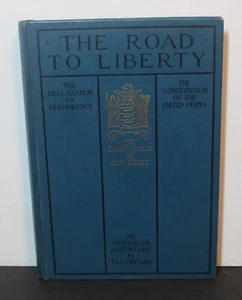 THE ROAD
TO LIBERTY
THE
DECLARATION
OF
INDEPENDENCE
THE
CONSTITUTION
OF THE
UNITED STATES
THE
CONSTITUTION
OF
NEW JERSEY
AN
AMERICAN
ADVENTURE
IN